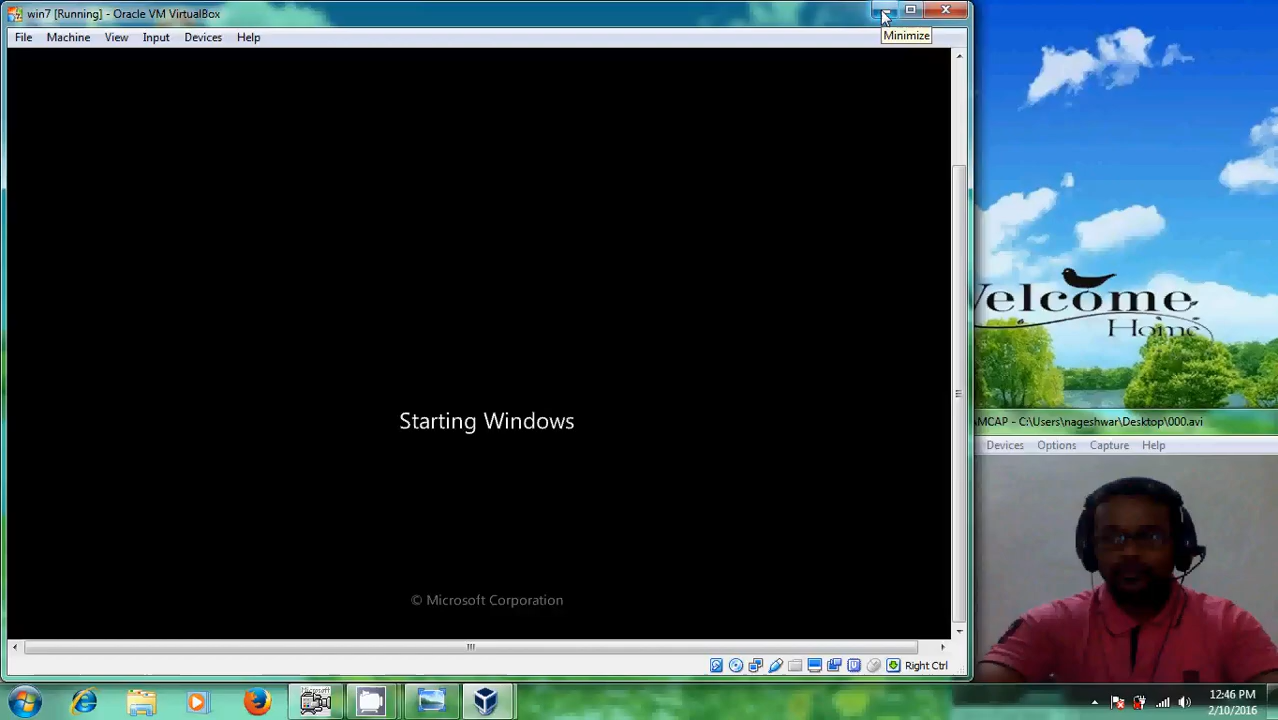 win7 [Running] - Oracle VM VirtualBox
File Machine View Input Devices Help
Minimize
Starting Windows
© Microsoft Corporation
Right Ctrl
Welcome
Home
AMCAP - C:\Users\nageshwar\Desktop\000.avi
Devices Options Capture Help
12:46 PM
2/10/2016